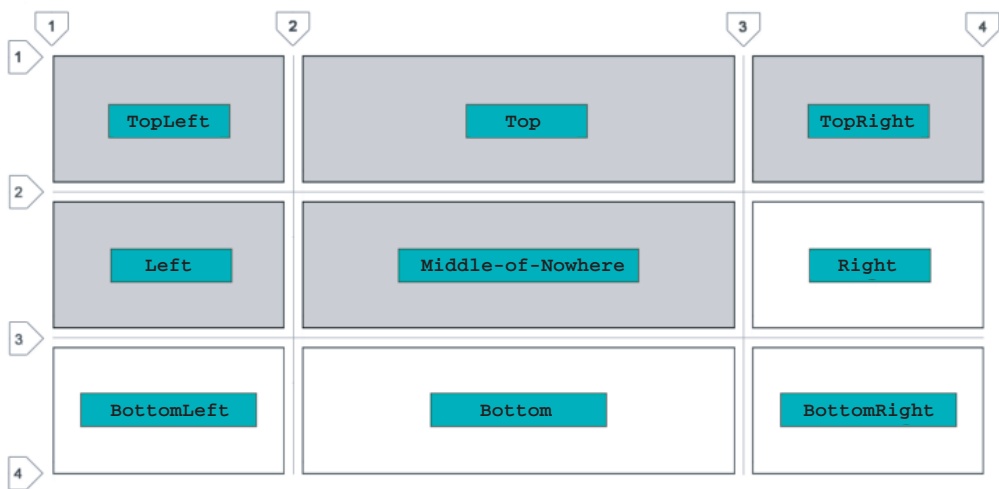 1 2 3 4
1
TopLeft Top TopRight
2
Left Middle-of-Nowhere Right
3
BottomLeft Bottom BottomRight
4